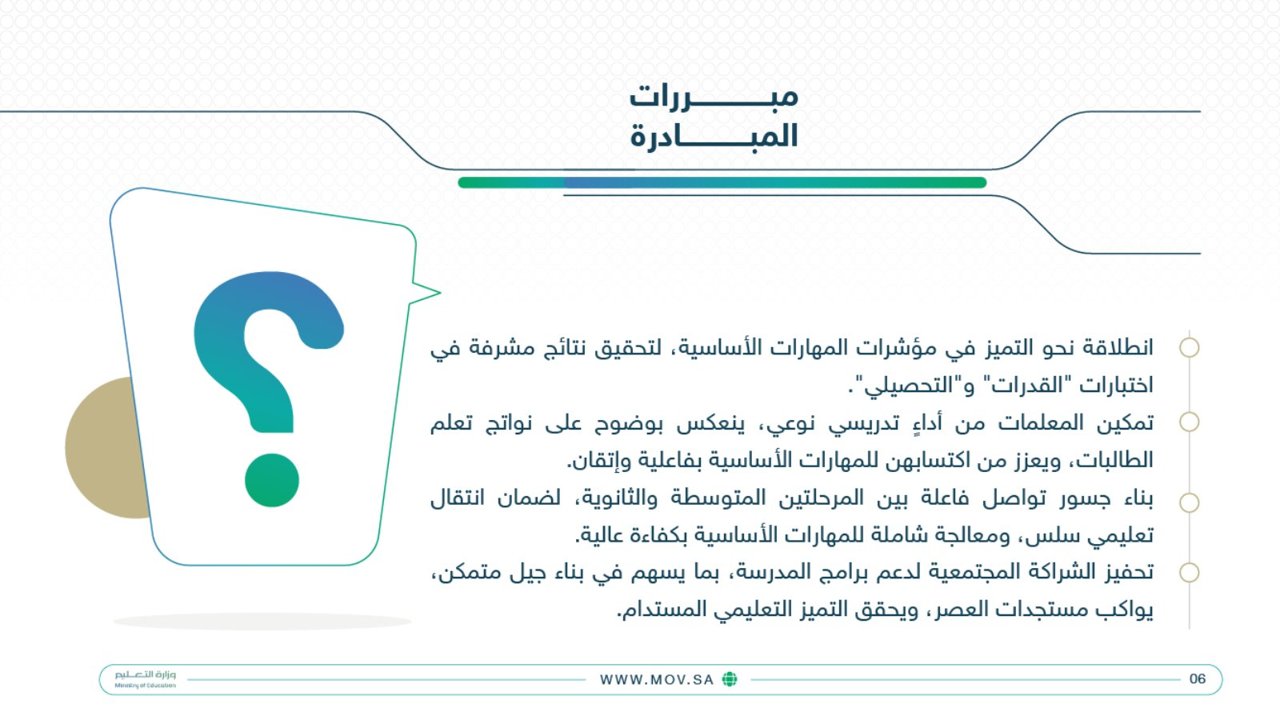 مبررات
المبادرة
؟
انطلاقة نحو التميز في مؤشرات المهارات الأساسية، لتحقيق نتائج مشرفة في
اختبارات "القدرات" و"التحصيلي".
تمكين المعلمات من أداءٍ تدريسي نوعي، ينعكس بوضوح على نواتج تعلم
الطالبات، ويعزز من اكتسابهن للمهارات الأساسية بفاعلية وإتقان.
بناء جسور تواصل فاعلة بين المرحلتين المتوسطة والثانوية، لضمان انتقال
تعليمي سلس، ومعالجة شاملة للمهارات الأساسية بكفاءة عالية.
تحفيز الشراكة المجتمعية لدعم برامج المدرسة، بما يسهم في بناء جيل متمكن،
يواكب مستجدات العصر، ويحقق التميز التعليمي المستدام.
06
WWW.MOV.SA
وزارة التعليم
Ministry of Education